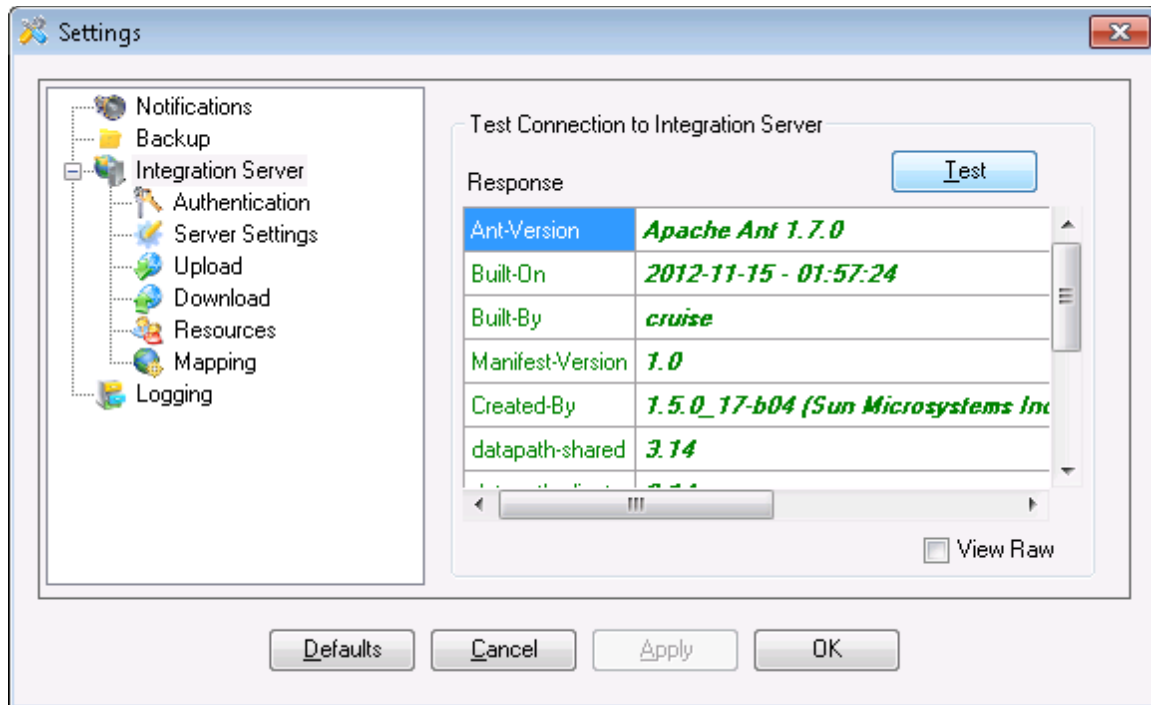 Settings
Notifications
Backup
Integration Server
Authentication
Server Settings
Upload
Download
Resources
Mapping
Logging
Test Connection to Integration Server
Response
Test
Ant-Version Apache Ant 1.7.0
Built-On 2012-11-15 - 01:57:24
Built-By cruise
Manifest-Version 1.0
Created-By 1.5.0_17-b04 (Sun Microsystems Inc
datapath-shared 3.14
View Raw
Defaults Cancel Apply OK